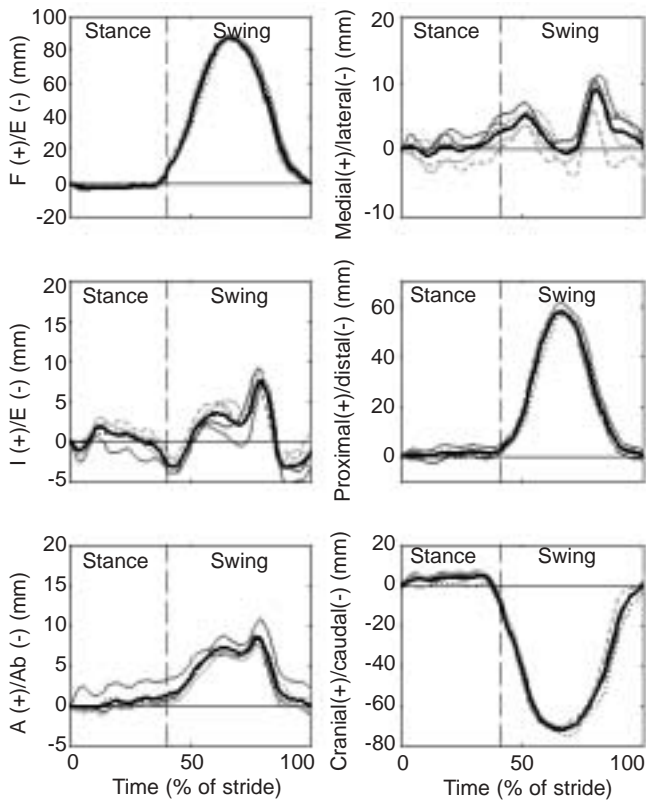 F (+)/E (-) (mm)
100
80
60
40
20
0
-20
Stance
Swing
Medial(+)/lateral(-) (mm)
20
10
0
-10
Stance
Swing
I (+)/E (-) (mm)
20
15
10
5
0
-5
Stance
Swing
Proximal(+)/distal(-) (mm)
60
40
20
0
Stance
Swing
A (+)/Ab (-) (mm)
20
15
10
5
0
-5
Stance
Swing
0
50
100
Time (% of stride)
Cranial(+)/caudal(-) (mm)
20
0
-20
-40
-60
-80
Stance
Swing
0
50
100
Time (% of stride)